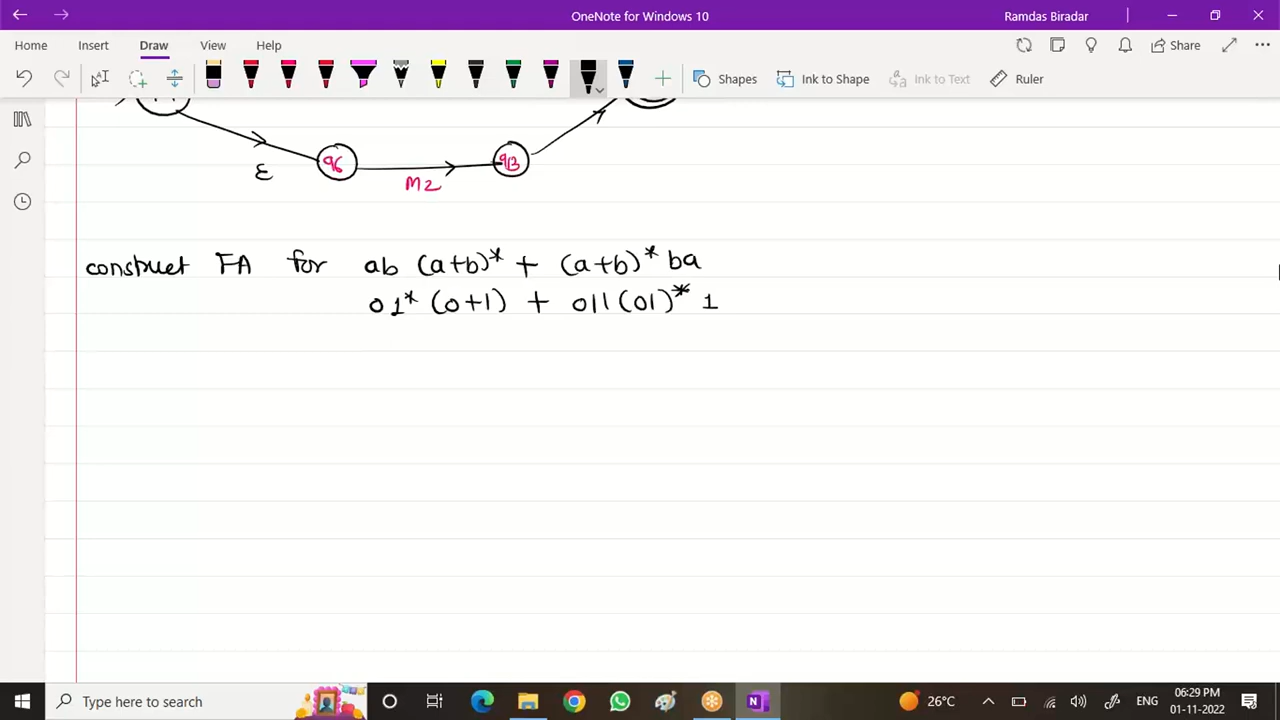 OneNote for Windows 10
Ramdas Biradar
Home Insert Draw View Help
Share
Shapes Ink to Shape Ink to Text Ruler
ε
q6
M2
q13
construct FA for ab (a+b)* + (a+b)* ba
01* (0+1) + 011(01)* 1
Type here to search
26°C
ENG
06:29 PM
01-11-2022